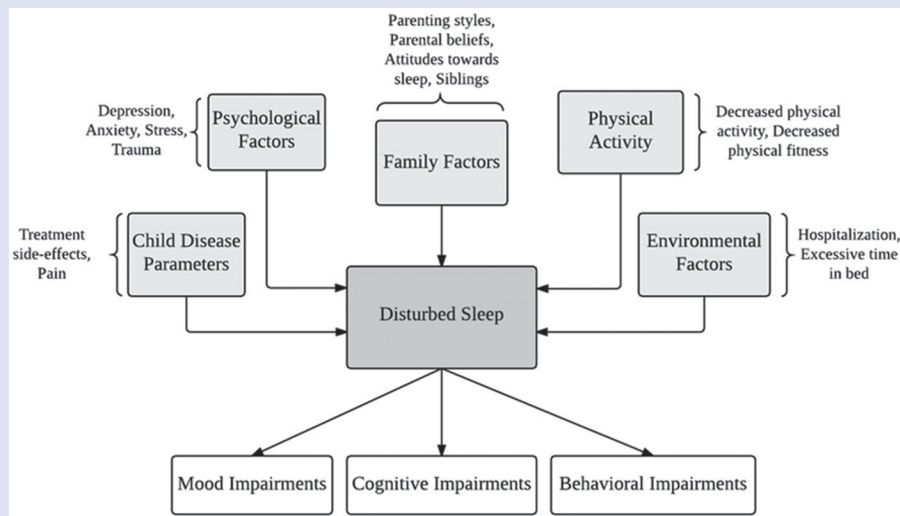 Parenting styles,
Parental beliefs,
Attitudes towards
sleep, Siblings
Depression,
Anxiety, Stress,
Trauma
Psychological
Factors
Family Factors
Physical
Activity
Decreased physical
activity, Decreased
physical fitness
Treatment
side-effects,
Pain
Child Disease
Parameters
Environmental
Factors
Hospitalization,
Excessive time
in bed
Disturbed Sleep
Mood Impairments
Cognitive Impairments
Behavioral Impairments